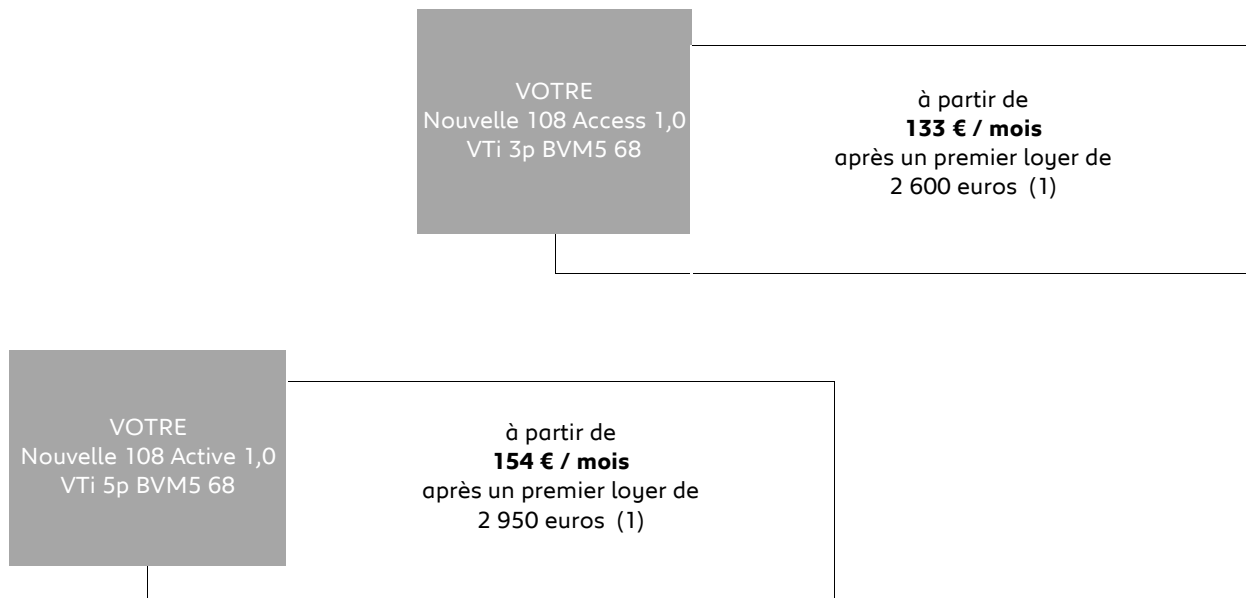 VOTRE
Nouvelle 108 Access 1,0
VTi 3p BVM5 68
à partir de
133 € / mois
après un premier loyer de
2 600 euros (1)
VOTRE
Nouvelle 108 Active 1,0
VTi 5p BVM5 68
à partir de
154 € / mois
après un premier loyer de
2 950 euros (1)